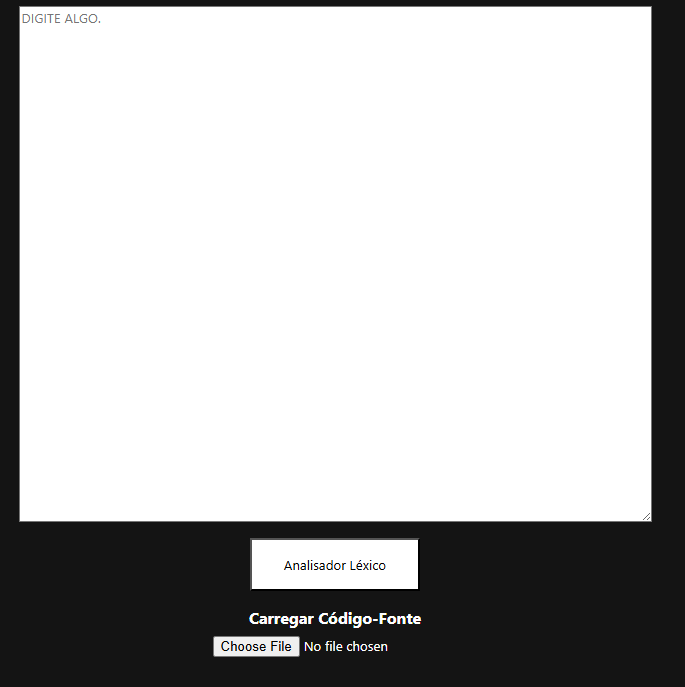 DIGITE ALGO.
Analisador Léxico
Carregar Código-Fonte
Choose File No file chosen